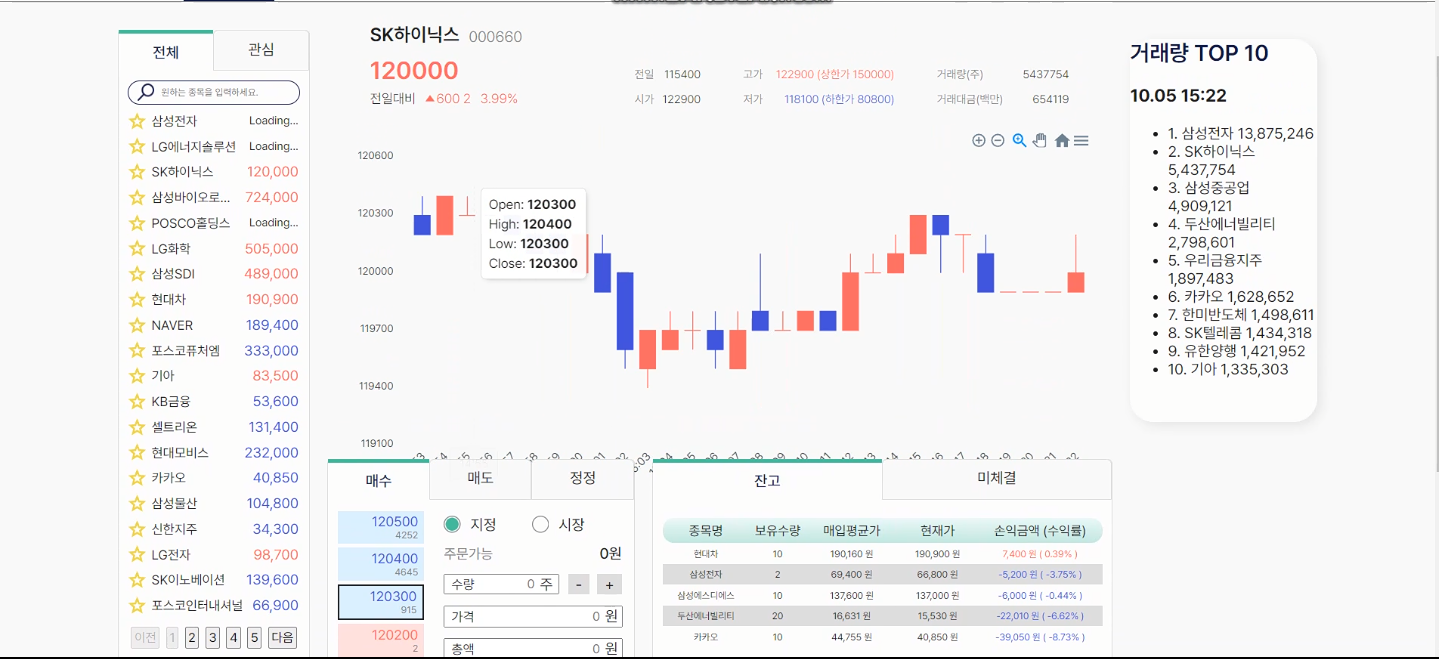 전체
관심
원하는 종목을 입력하세요.
삼성전자 Loading...
LG에너지솔루션 Loading...
SK하이닉스 120,000
삼성바이오로... 724,000
POSCO홀딩스 Loading...
LG화학 505,000
삼성SDI 489,000
현대차 190,900
NAVER 189,400
포스코퓨처엠 333,000
기아 83,500
KB금융 53,600
셀트리온 131,400
현대모비스 232,000
카카오 40,850
삼성물산 104,800
신한지주 34,300
LG전자 98,700
SK이노베이션 139,600
포스코인터내셔널 66,900
이전 1 2 3 4 5 다음
SK하이닉스 000660
120000
전일대비 ▲600 2 3.99%
전일 115400 고가 122900 (상한가 150000) 거래량(주) 5437754
시가 122900 저가 118100 (하한가 80800) 거래대금(백만) 654119
120600
120300
120000
119700
119400
119100
Open: 120300
High: 120400
Low: 120300
Close: 120300
매수 매도 정정
120500
4252
120400
4645
120300
915
120200
2
지정 시장
주문가능 0원
수량 0 주 - +
가격 0 원
총액 0 원
잔고 미체결
종목명 보유수량 매입평균가 현재가 손익금액 (수익률)
현대차 10 190,160 원 190,900 원 7,400 원 ( 0.39% )
삼성전자 2 69,400 원 66,800 원 -5,200 원 ( -3.75% )
삼성에스디에스 10 137,600 원 137,000 원 -6,000 원 ( -0.44% )
두산에너빌리티 20 16,631 원 15,530 원 -22,010 원 ( -6.62% )
카카오 10 44,755 원 40,850 원 -39,050 원 ( -8.73% )
거래량 TOP 10
10.05 15:22
• 1. 삼성전자 13,875,246
• 2. SK하이닉스
5,437,754
• 3. 삼성중공업
4,909,121
• 4. 두산에너빌리티
2,798,601
• 5. 우리금융지주
1,897,483
• 6. 카카오 1,628,652
• 7. 한미반도체 1,498,611
• 8. SK텔레콤 1,434,318
• 9. 유한양행 1,421,952
• 10. 기아 1,335,303